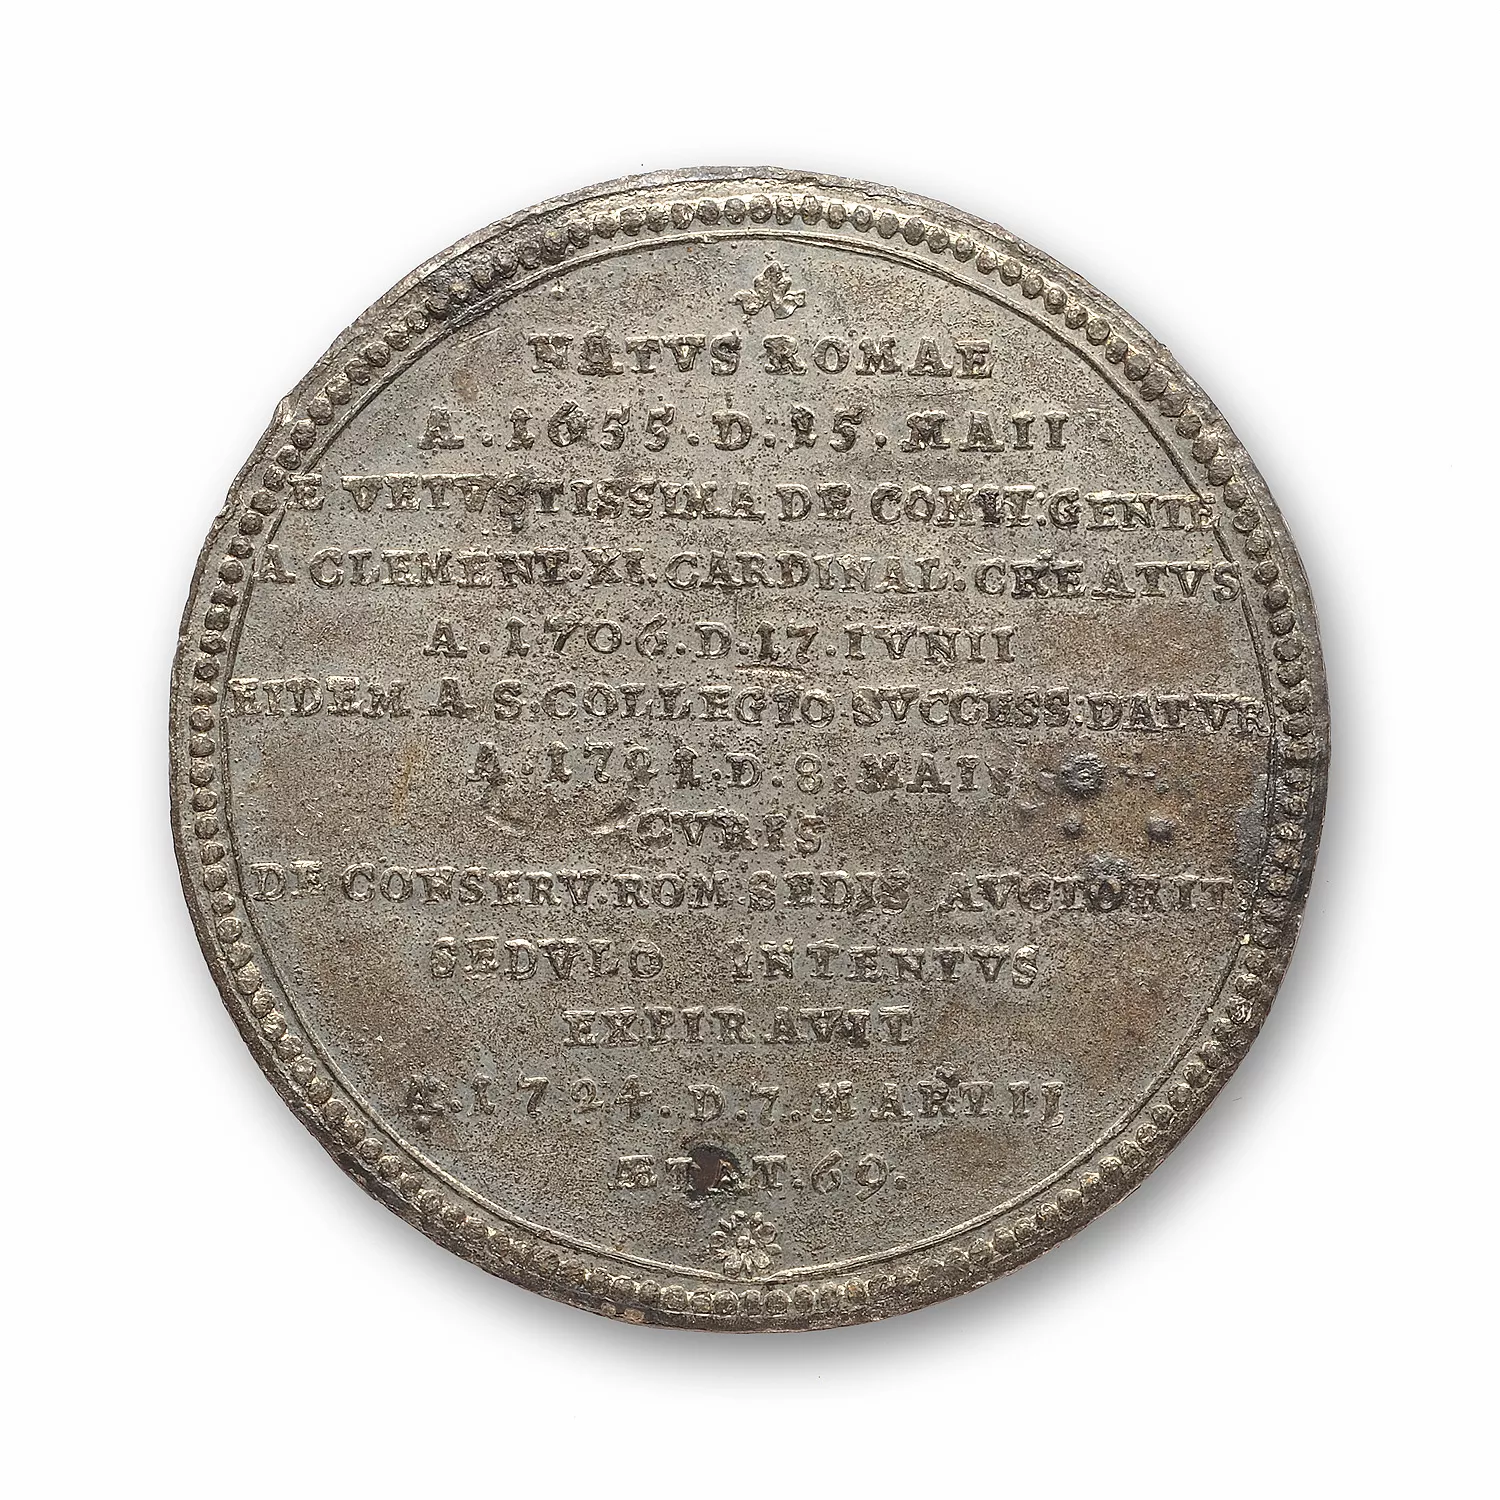 NATVS ROMAE
A . 1655 . D . 15 . MAII
E VETVSTISSIMA DE COMIT : GENTE
A CLEMENT . XI . CARDINAL : CREATVS
A . 1706 . D . 17 . IVNII
EIDEM A S . COLLEGIO SVCCESS : DATVR
A . 1721 . D . 8 . MAII
CVRIS
DE CONSERV . ROM . SEDIS AVCTORIT :
SEDVLO INTENTVS
EXPIRAVIT
A . 1724 . D . 7 . MARTIJ
ÆTAT . 69 .